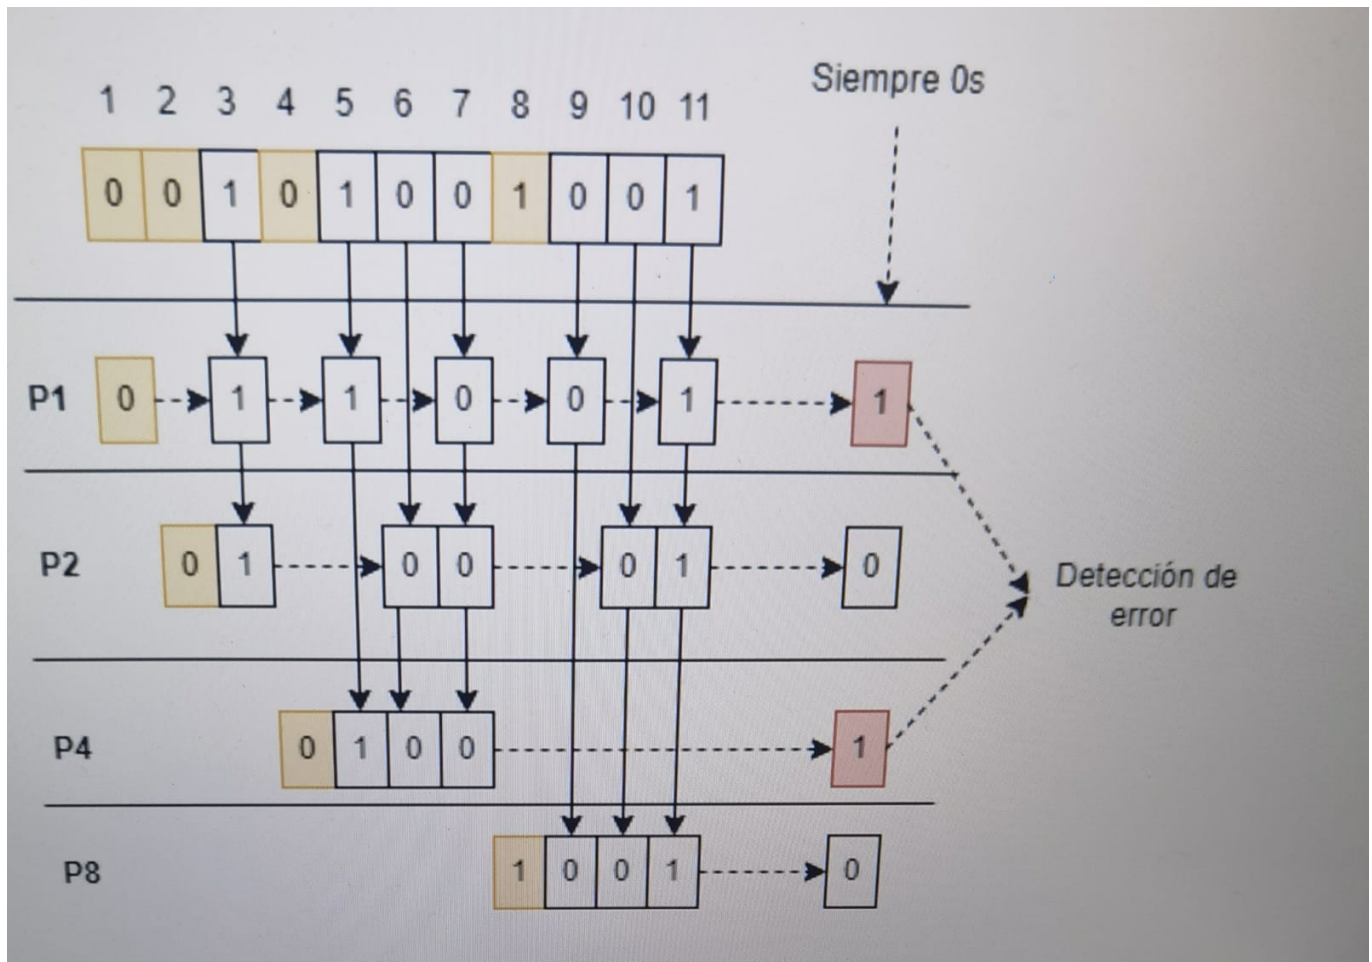 Siempre 0s
1 2 3 4 5 6 7 8 9 10 11
0 0 1 0 1 0 0 1 0 0 1
P1 0 1 1 0 0 1 1
P2 0 1 0 0 0 1 0
Detección de
error
P4 0 1 0 0 1
P8 1 0 0 1 0